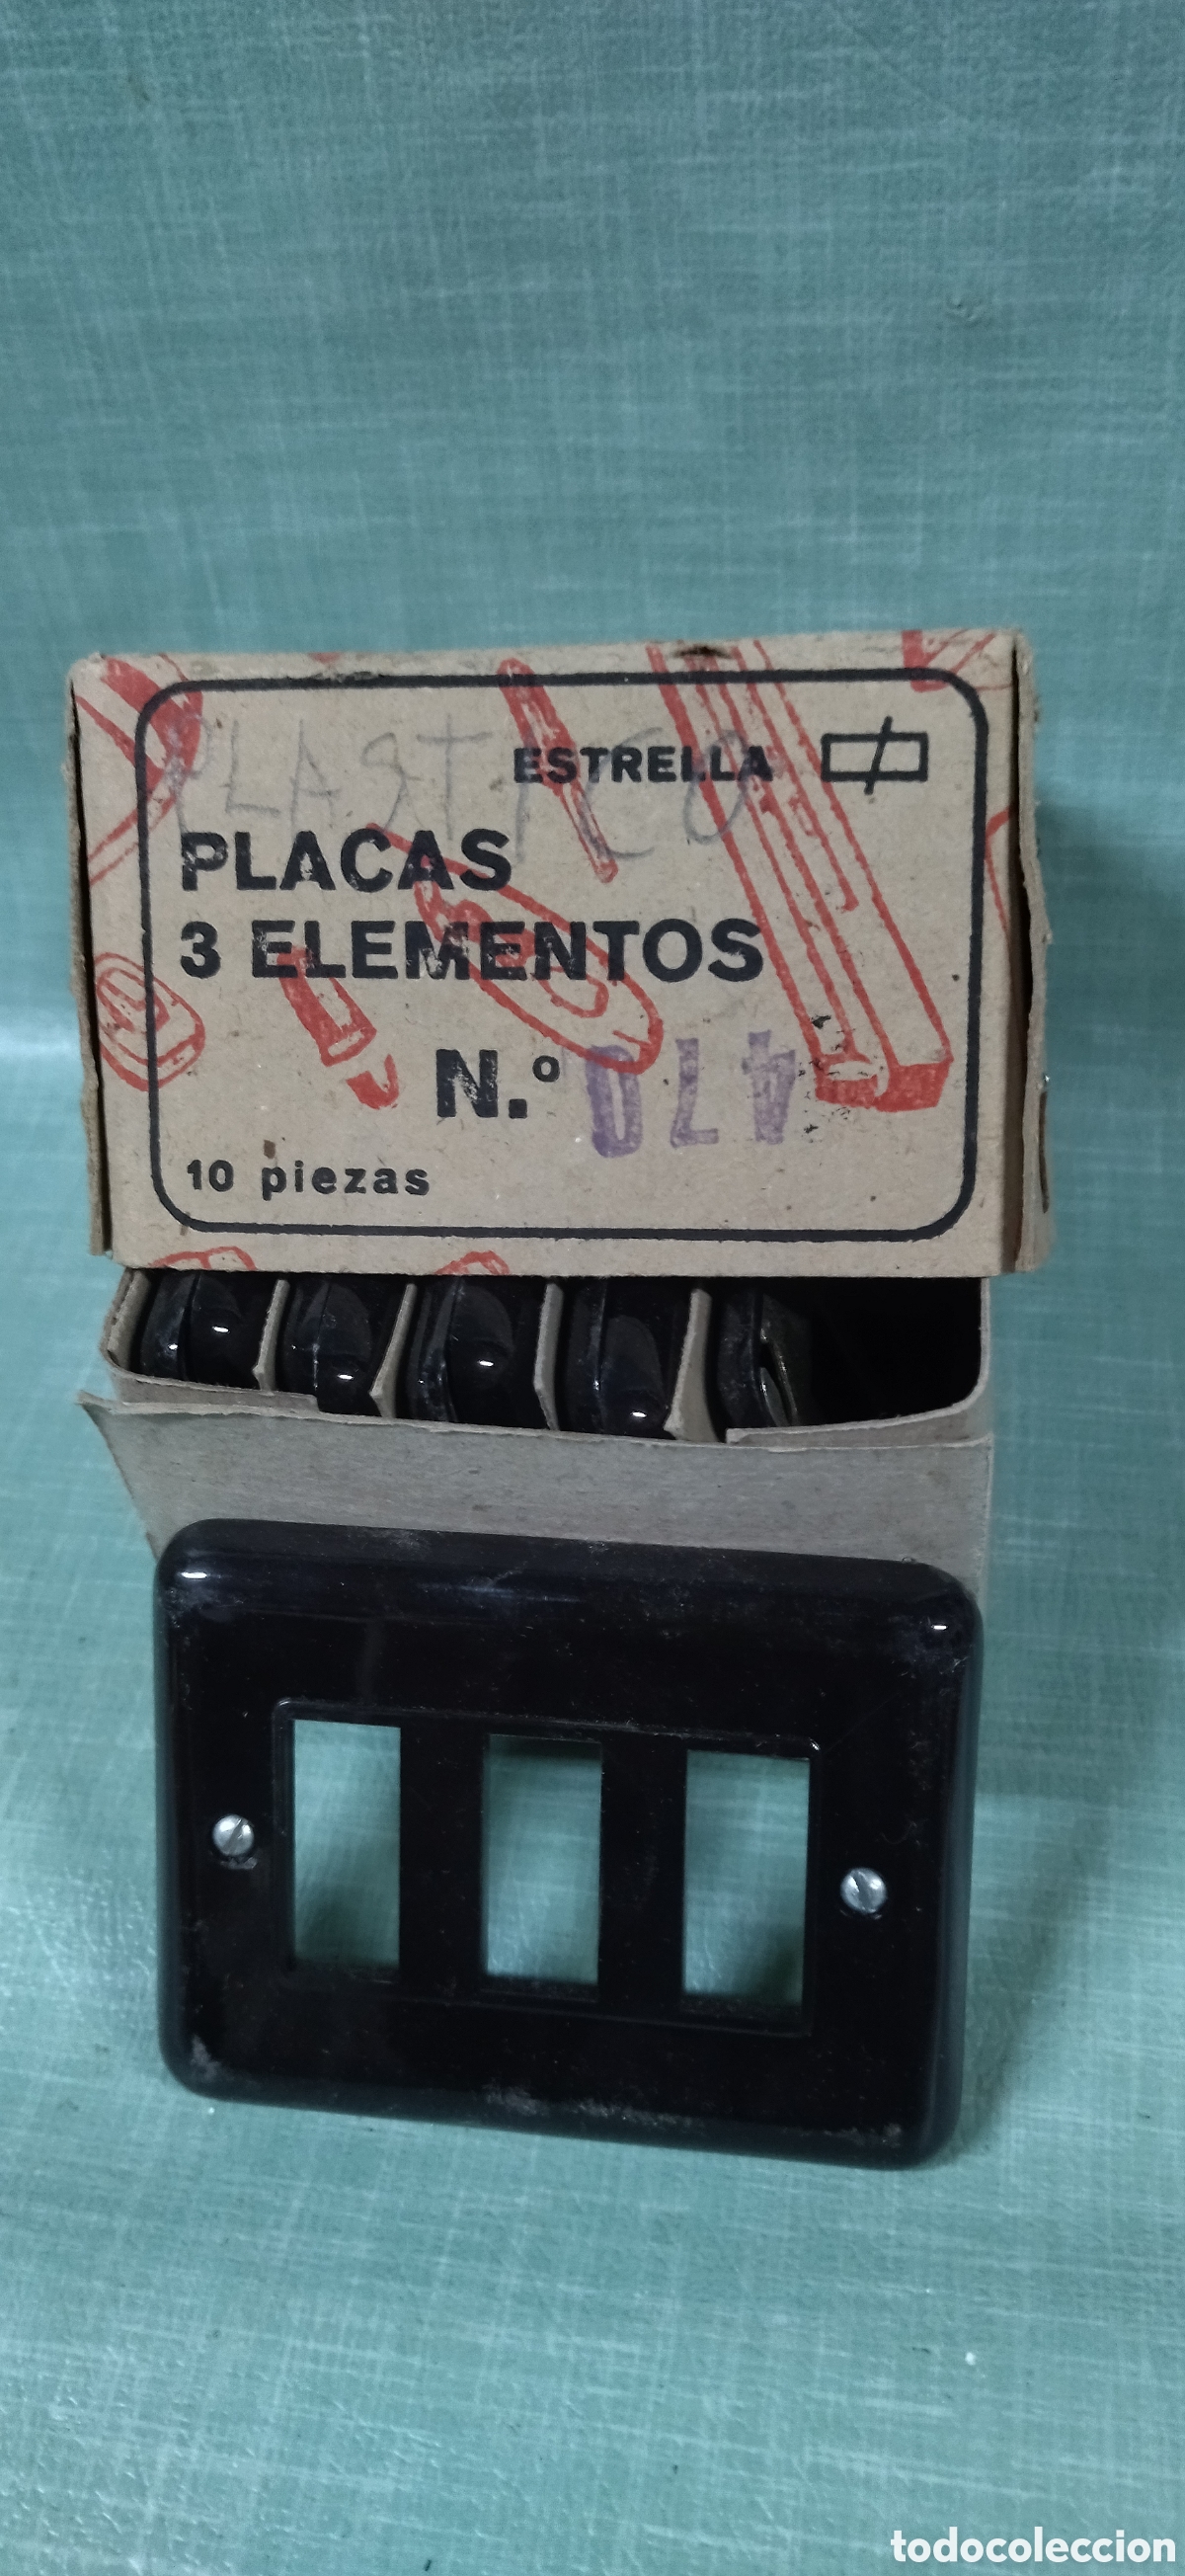 PLASTICO
ESTRELLA
PLACAS
3 ELEMENTOS
N.º 470
10 piezas
todocoleccion